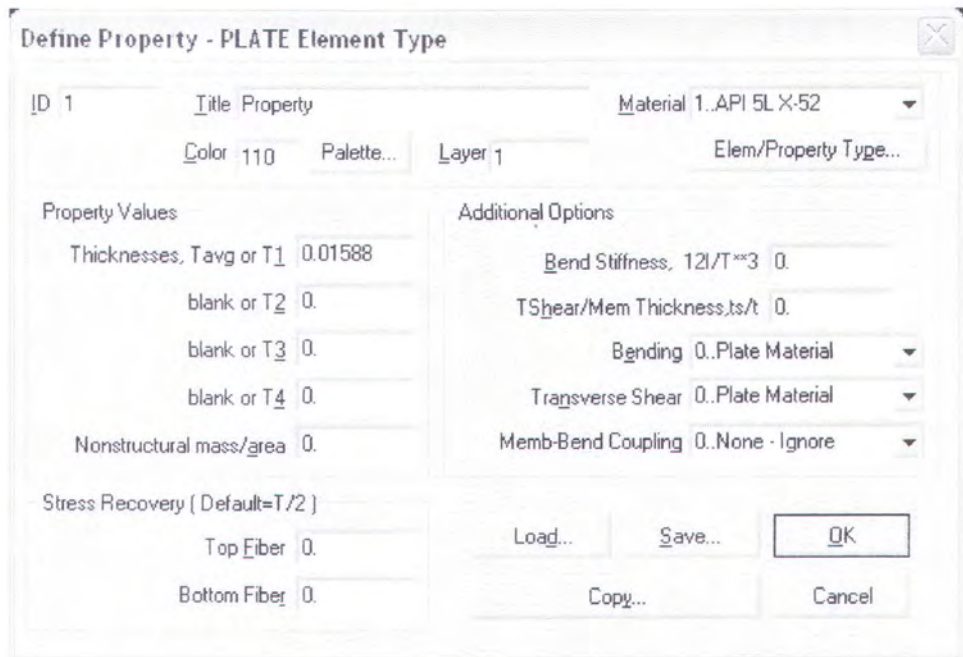 Define Property - PLATE Element Type
ID 1 Title Property Material 1..API 5L X-52
Color 110 Palette... Layer 1 Elem/Property Type...
Property Values
Thicknesses, Tavg or T1 0.01588
blank or T2 0.
blank or T3 0.
blank or T4 0.
Nonstructural mass/area 0.
Additional Options
Bend Stiffness, 12I/T**3 0.
TShear/Mem Thickness,ts/t 0.
Bending 0..Plate Material
Transverse Shear 0..Plate Material
Memb-Bend Coupling 0..None - Ignore
Stress Recovery ( Default=T/2 )
Top Fiber 0.
Bottom Fiber 0.
Load... Save... OK
Copy... Cancel